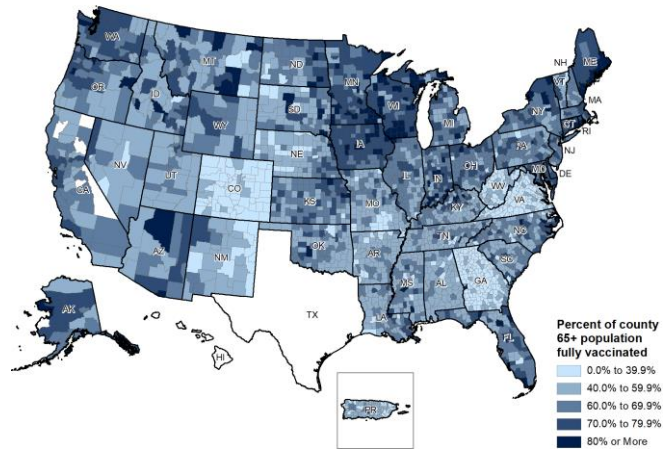 WA
MT
ND
MN
OR
ID
SD
WI
WY
MI
NH
VT
ME
NY
MA
CT
RI
IA
NE
PA
NJ
NV
UT
CO
IL
IN
OH
MD
DE
CA
KS
MO
KY
WV
VA
AZ
NM
OK
AR
TN
NC
SC
MS
AL
GA
TX
LA
FL
AK
HI
PR
Percent of county
65+ population
fully vaccinated
0.0% to 39.9%
40.0% to 59.9%
60.0% to 69.9%
70.0% to 79.9%
80% or More